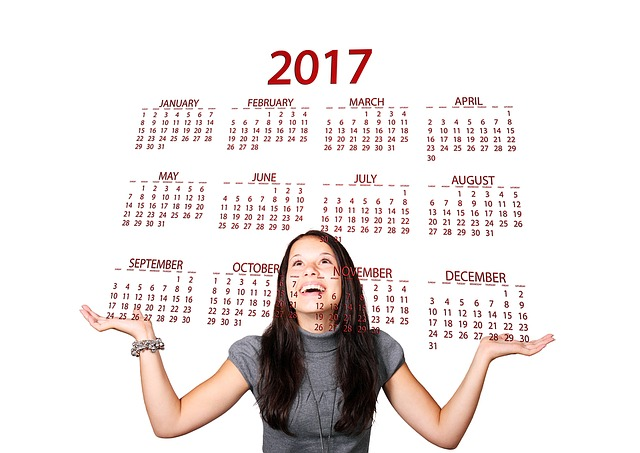 2017
JANUARY
1 2 3 4 5 6 7
8 9 10 11 12 13 14
15 16 17 18 19 20 21
22 23 24 25 26 27 28
29 30 31
FEBRUARY
1 2 3 4
5 6 7 8 9 10 11
12 13 14 15 16 17 18
19 20 21 22 23 24 25
26 27 28
MARCH
1 2 3 4
5 6 7 8 9 10 11
12 13 14 15 16 17 18
19 20 21 22 23 24 25
26 27 28 29 30 31
APRIL
1
2 3 4 5 6 7 8
9 10 11 12 13 14 15
16 17 18 19 20 21 22
23 24 25 26 27 28 29
30
MAY
1 2 3 4 5 6
7 8 9 10 11 12 13
14 15 16 17 18 19 20
21 22 23 24 25 26 27
28 29 30 31
JUNE
1 2 3
4 5 6 7 8 9 10
11 12 13 14 15 16 17
18 19 20 21 22 23 24
25 26 27 28 29 30
JULY
1
2 3 4 5 6 7 8
9 10 11 12 13 14 15
16 17 18 19 20 21 22
23 24 25 26 27 28 29
30 31
AUGUST
1 2 3 4 5
6 7 8 9 10 11 12
13 14 15 16 17 18 19
20 21 22 23 24 25 26
27 28 29 30 31
SEPTEMBER
1 2
3 4 5 6 7 8 9
10 11 12 13 14 15 16
17 18 19 20 21 22 23
24 25 26 27 28 29 30
OCTOBER
1 2 3 4 5 6 7
8 9 10 11 12 13 14
15 16 17 18 19 20 21
22 23 24 25 26 27 28
29 30 31
NOVEMBER
2 3 4
5 6 9 10 11
12 13 16 17 18
19 20 23 24 25
26 27 28 29 30
DECEMBER
1 2
3 4 5 6 7 8 9
10 11 12 13 14 15 16
17 18 19 20 21 22 23
24 25 26 27 28 29 30
31